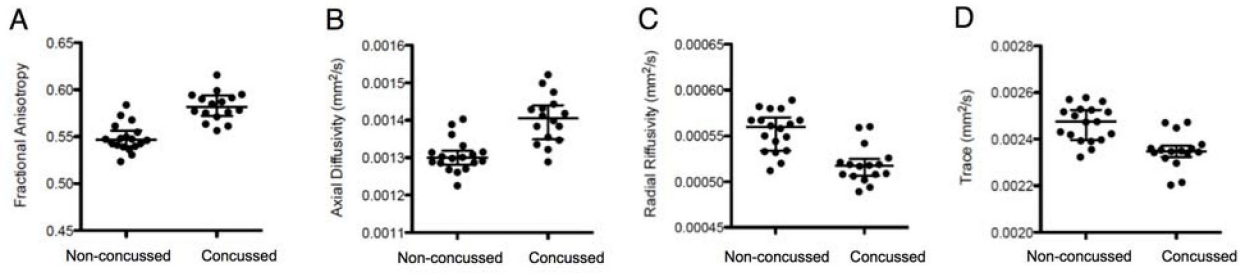 A
Fractional Anisotropy
0.65
0.60
0.55
0.50
0.45
Non-concussed Concussed
B
Axial Diffusivity (mm²/s)
0.0016
0.0015
0.0014
0.0013
0.0012
0.0011
Non-concussed Concussed
C
Radial Riffusivity (mm²/s)
0.00065
0.00060
0.00055
0.00050
0.00045
Non-concussed Concussed
D
Trace (mm²/s)
0.0028
0.0026
0.0024
0.0022
0.0020
Non-concussed Concussed